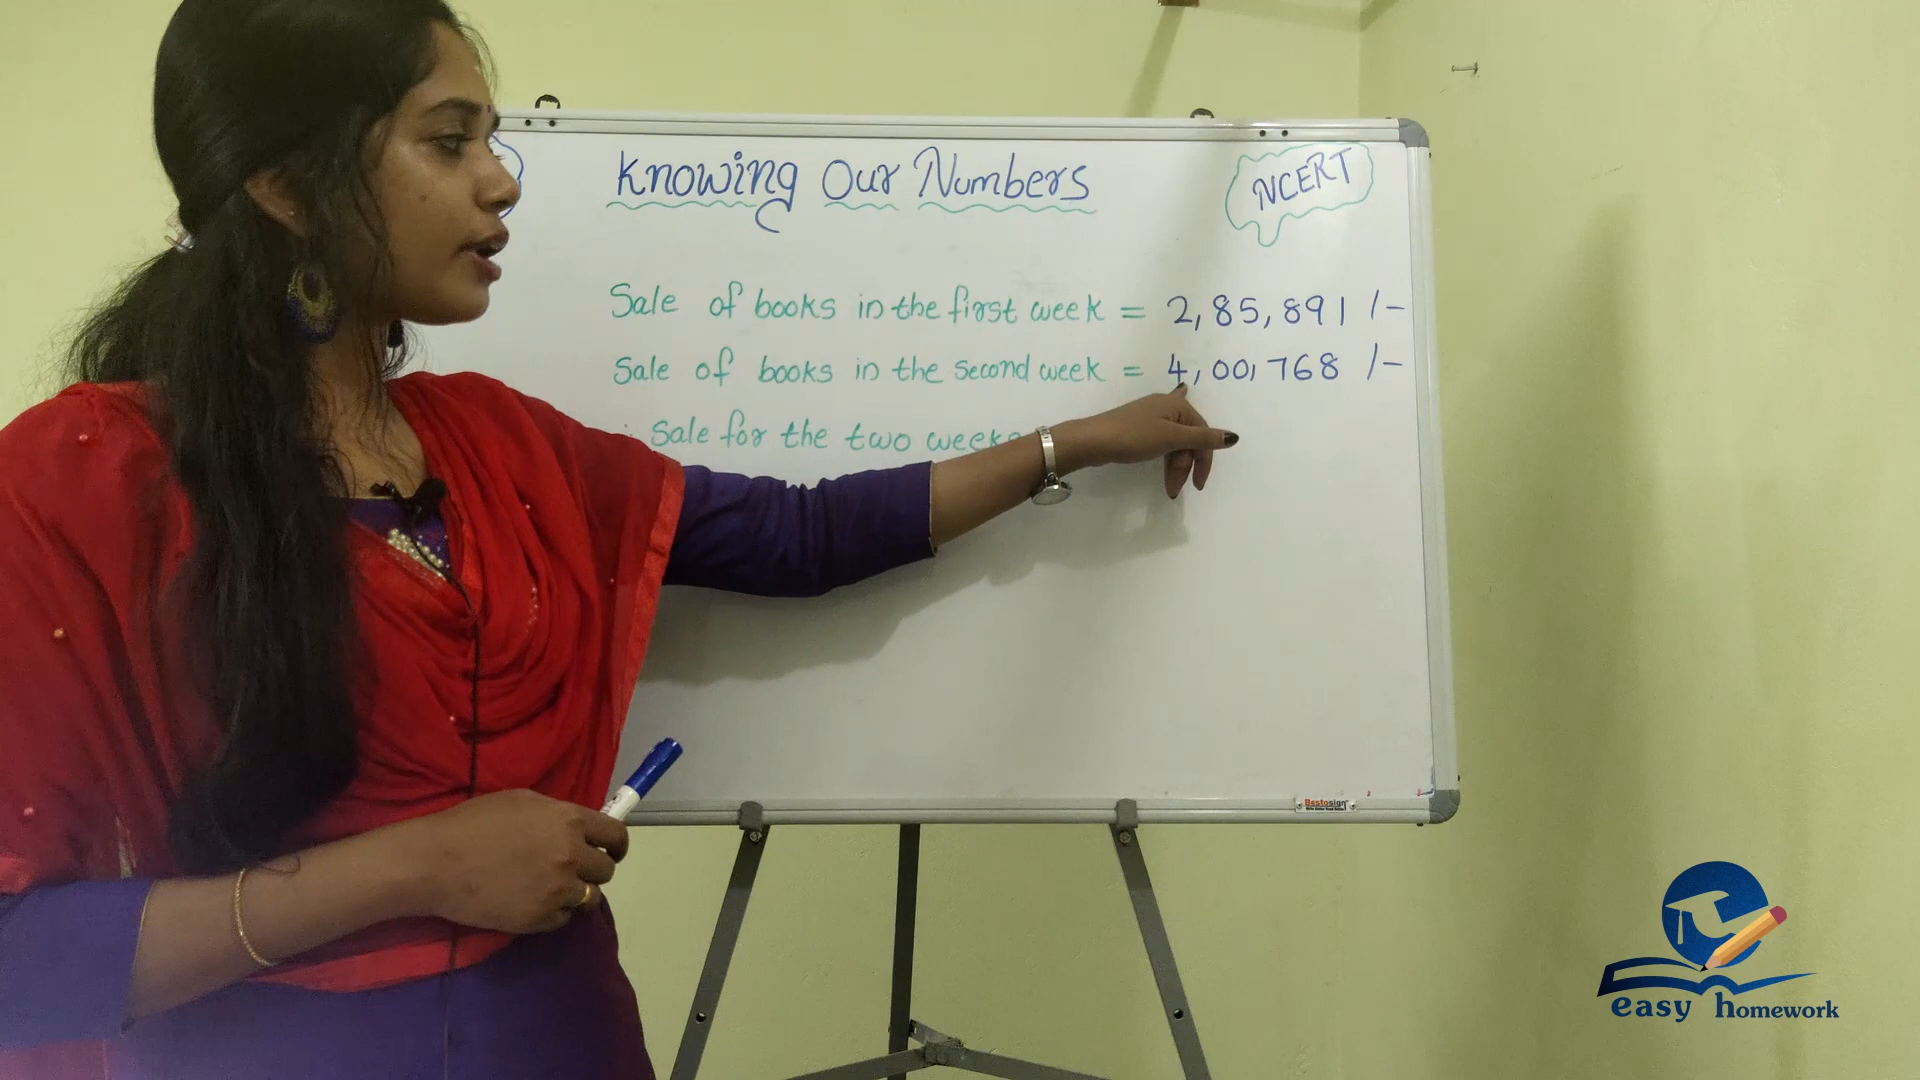 Knowing Our Numbers
NCERT
Sale of books in the first week = 2,85,891 /-
Sale of books in the second week = 4,00,768 /-
Sale for the two weeks
Bestosign
easy homework